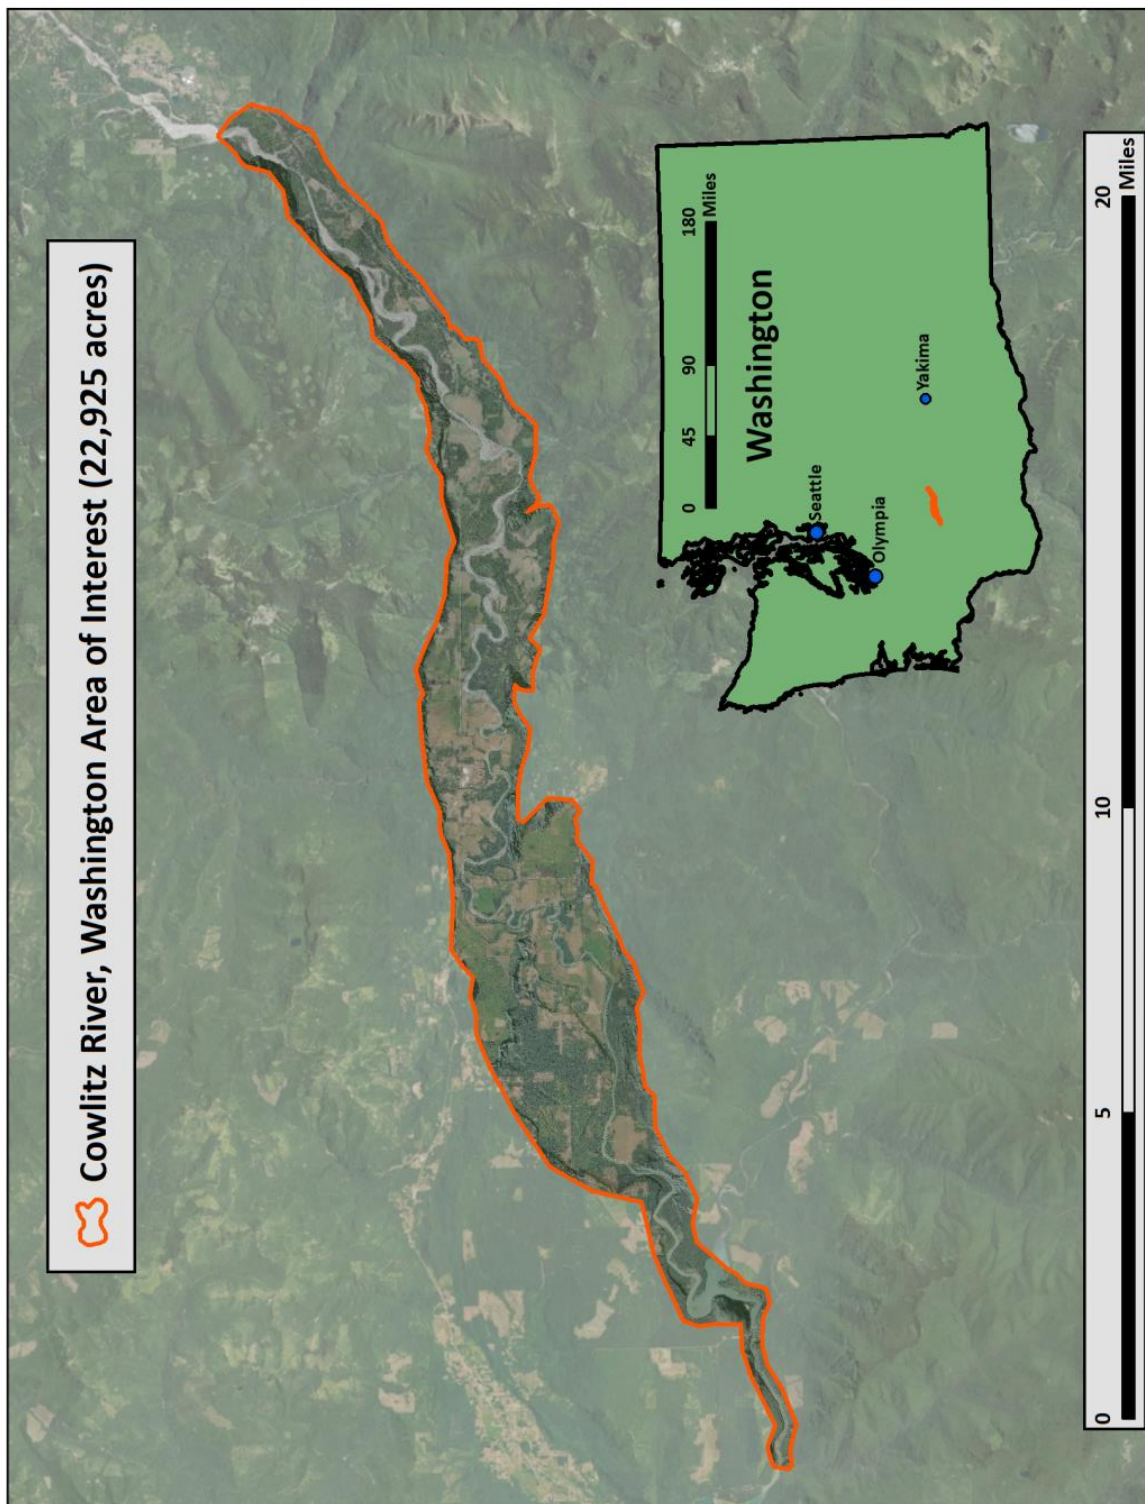 Cowlitz River, Washington Area of Interest (22,925 acres)
0 45 90 180
Miles
Washington
Seattle
Olympia
Yakima
0 5 10 20
Miles